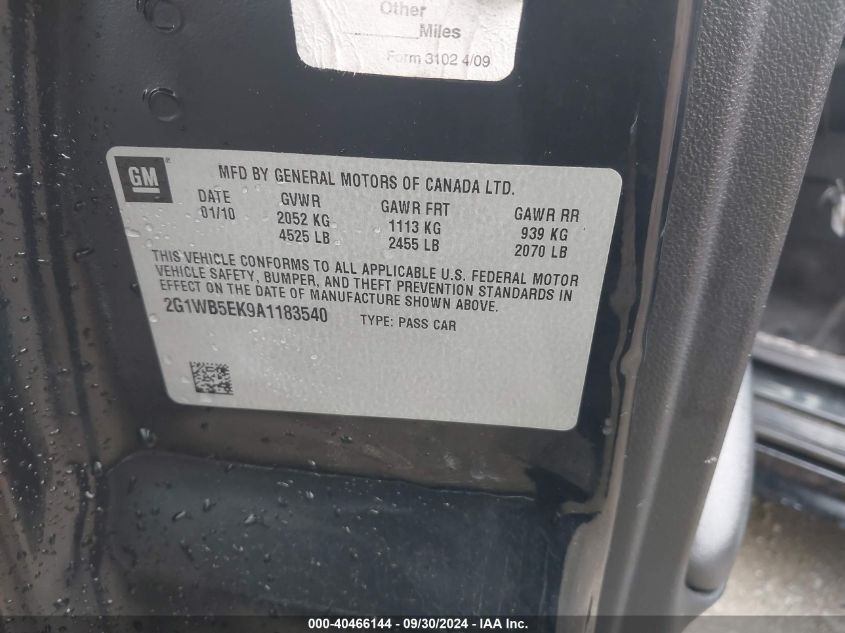 Other
Miles
Form 3102 4/09
GM
MFD BY GENERAL MOTORS OF CANADA LTD.
DATE GVWR GAWR FRT GAWR RR
01/10 2052 KG 1113 KG 939 KG
4525 LB 2455 LB 2070 LB
THIS VEHICLE CONFORMS TO ALL APPLICABLE U.S. FEDERAL MOTOR
VEHICLE SAFETY, BUMPER, AND THEFT PREVENTION STANDARDS IN
EFFECT ON THE DATE OF MANUFACTURE SHOWN ABOVE.
2G1WB5EK9A1183540 TYPE: PASS CAR
000-40466144 - 09/30/2024 - IAA Inc.